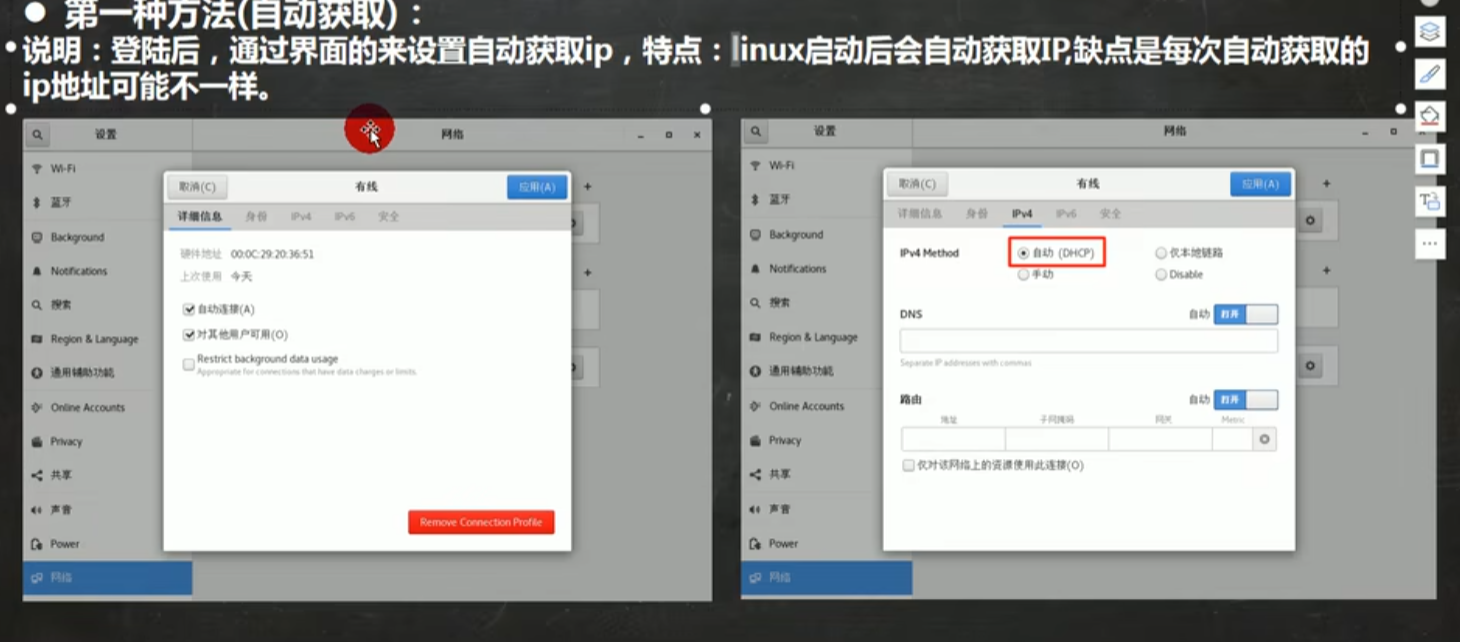 第一种方法(自动获取)：
说明：登陆后，通过界面的来设置自动获取ip，特点：linux启动后会自动获取IP,缺点是每次自动获取的
ip地址可能不一样。
设置
网络
Wi-Fi
蓝牙
Background
Notifications
搜索
Region & Language
通用辅助功能
Online Accounts
Privacy
共享
声音
Power
网络
取消(C)
有线
应用(A)
详细信息 身份 IPv4 IPv6 安全
硬件地址 00:0C:29:20:36:51
上次使用 今天
自动连接(A)
对其他用户可用(O)
Restrict background data usage
Appropriate for connections that have data charges or limits.
Remove Connection Profile
设置
网络
Wi-Fi
蓝牙
Background
Notifications
搜索
Region & Language
通用辅助功能
Online Accounts
Privacy
共享
声音
Power
网络
取消(C)
有线
应用(A)
详细信息 身份 IPv4 IPv6 安全
IPv4 Method
自动 (DHCP)
仅本地链路
手动
Disable
DNS
自动 打开
Separate IP addresses with commas
路由
自动 打开
地址 子网掩码 网关 Metric
仅对该网络上的资源使用此连接(O)